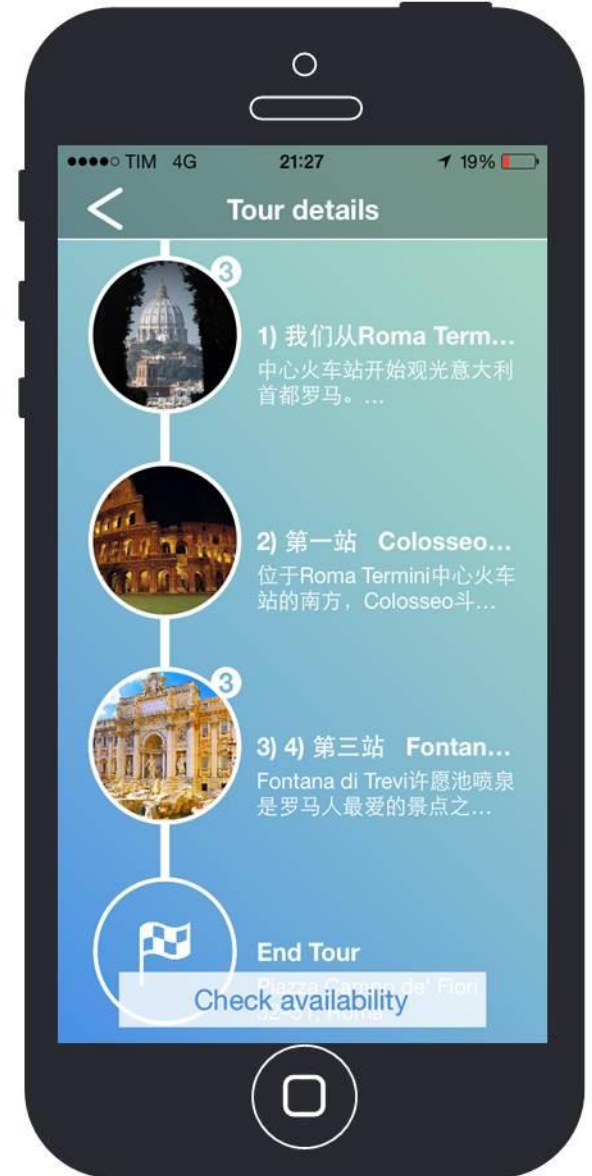 TIM 4G 21:27 19%
Tour details
3
1) 我们从Roma Term...
中心火车站开始观光意大利
首都罗马。...
2) 第一站 Colosseo...
位于Roma Termini中心火车
站的南方，Colosseo斗...
3
3) 4) 第三站 Fontan...
Fontana di Trevi许愿池喷泉
是罗马人最爱的景点之...
End Tour
Piazza Campo de' Fiori
Roma
Check availability